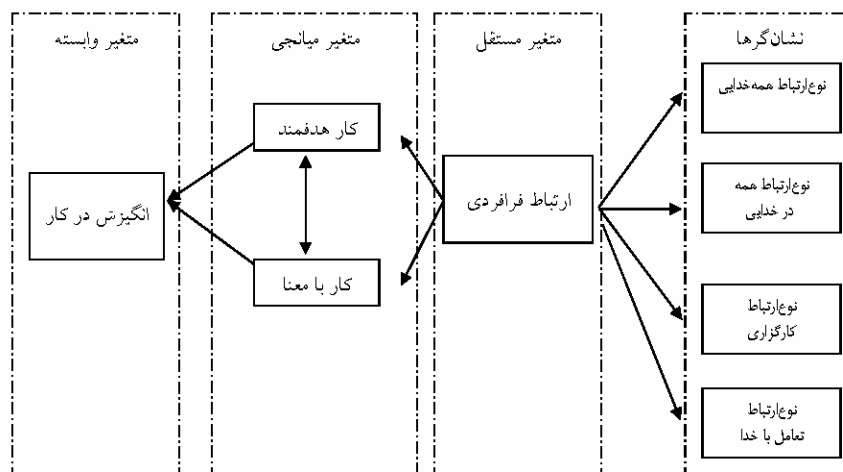 نشان‌گرها
نوع‌ارتباط همه‌خدایی
نوع‌ارتباط همه
در خدایی
نوع‌ارتباط
کارگزاری
نوع‌ارتباط
تعامل با خدا
متغیر مستقل
ارتباط فرافردی
متغیر میانجی
کار هدفمند
کار با معنا
متغیر وابسته
انگیزش در کار